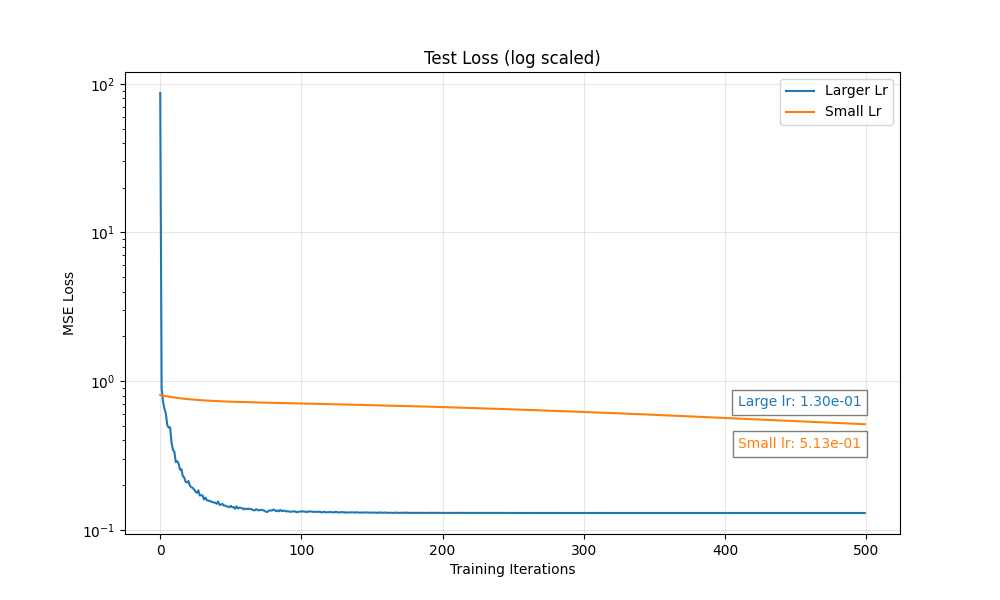 Test Loss (log scaled)
Larger Lr
Small Lr
MSE Loss
10²
10¹
10⁰
10⁻¹
Large lr: 1.30e-01
Small lr: 5.13e-01
0 100 200 300 400 500
Training Iterations